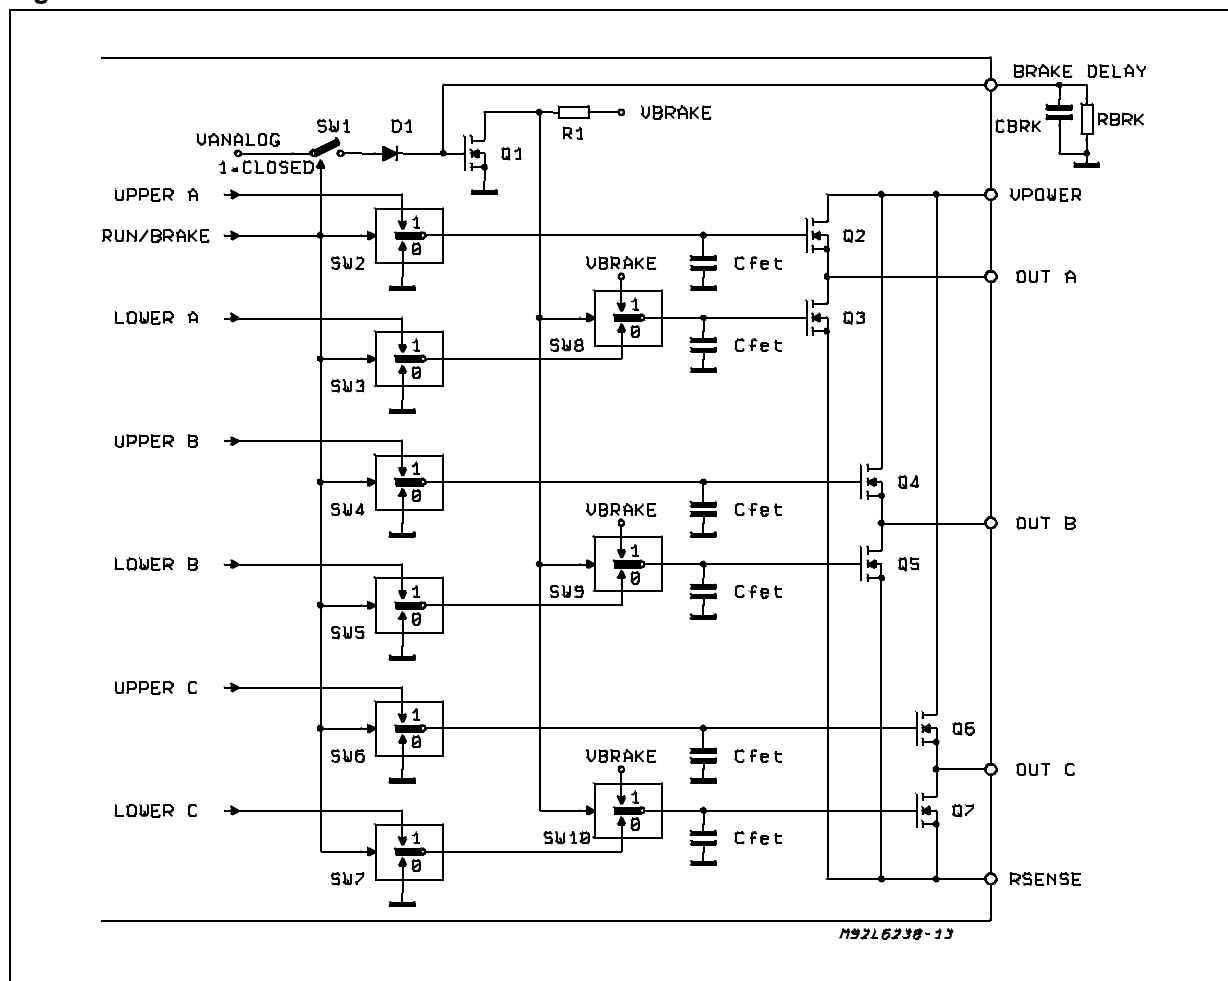 BRAKE DELAY
SW1
D1
VBRAKE
R1
CBRK
RBRK
VANALOG
Q1
1=CLOSED
UPPER A
VPOWER
1
RUN/BRAKE
0
Q2
SW2
VBRAKE
Cfet
OUT A
1
LOWER A
0
Q3
1
SW8
Cfet
0
SW3
UPPER B
1
0
Q4
SW4
VBRAKE
Cfet
OUT B
1
LOWER B
0
Q5
1
SW9
Cfet
0
SW5
UPPER C
1
0
Q6
SW6
VBRAKE
Cfet
OUT C
1
LOWER C
0
Q7
1
SW10
Cfet
0
SW7
RSENSE
M92L6238-13